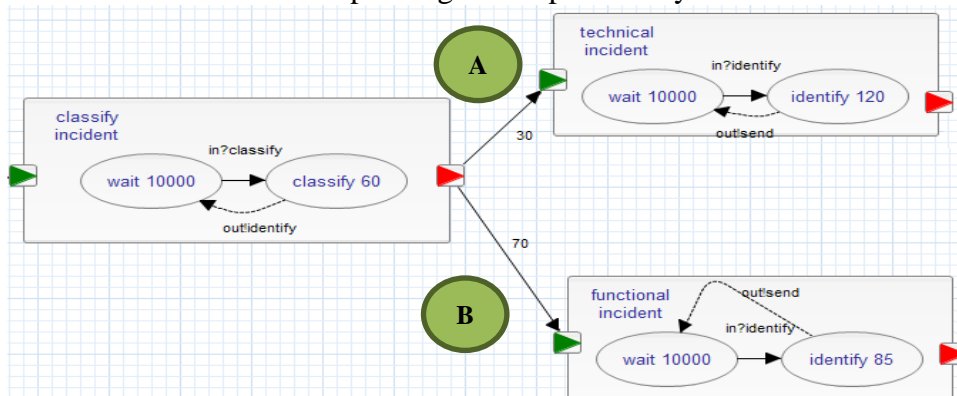 classify
incident
in?classify
wait 10000
classify 60
out!identify
A
30
70
B
technical
incident
in?identify
wait 10000
identify 120
out!send
functional
incident
out!send
in?identify
wait 10000
identify 85